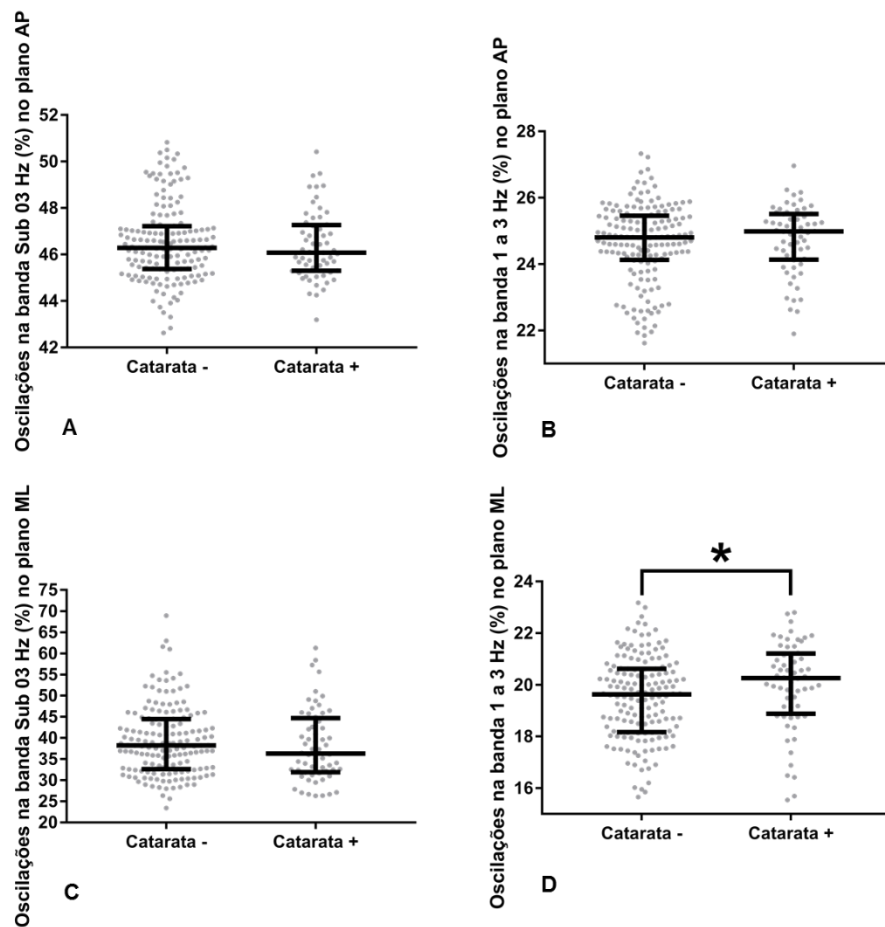 Oscilações na banda Sub 03 Hz (%) no plano AP
52
50
48
46
44
42
Catarata -
Catarata +
A
Oscilações na banda 1 a 3 Hz (%) no plano AP
28
26
24
22
Catarata -
Catarata +
B
Oscilações na banda Sub 03 Hz (%) no plano ML
75
70
65
60
55
50
45
40
35
30
25
20
Catarata -
Catarata +
C
Oscilações na banda 1 a 3 Hz (%) no plano ML
*
24
22
20
18
16
Catarata -
Catarata +
D